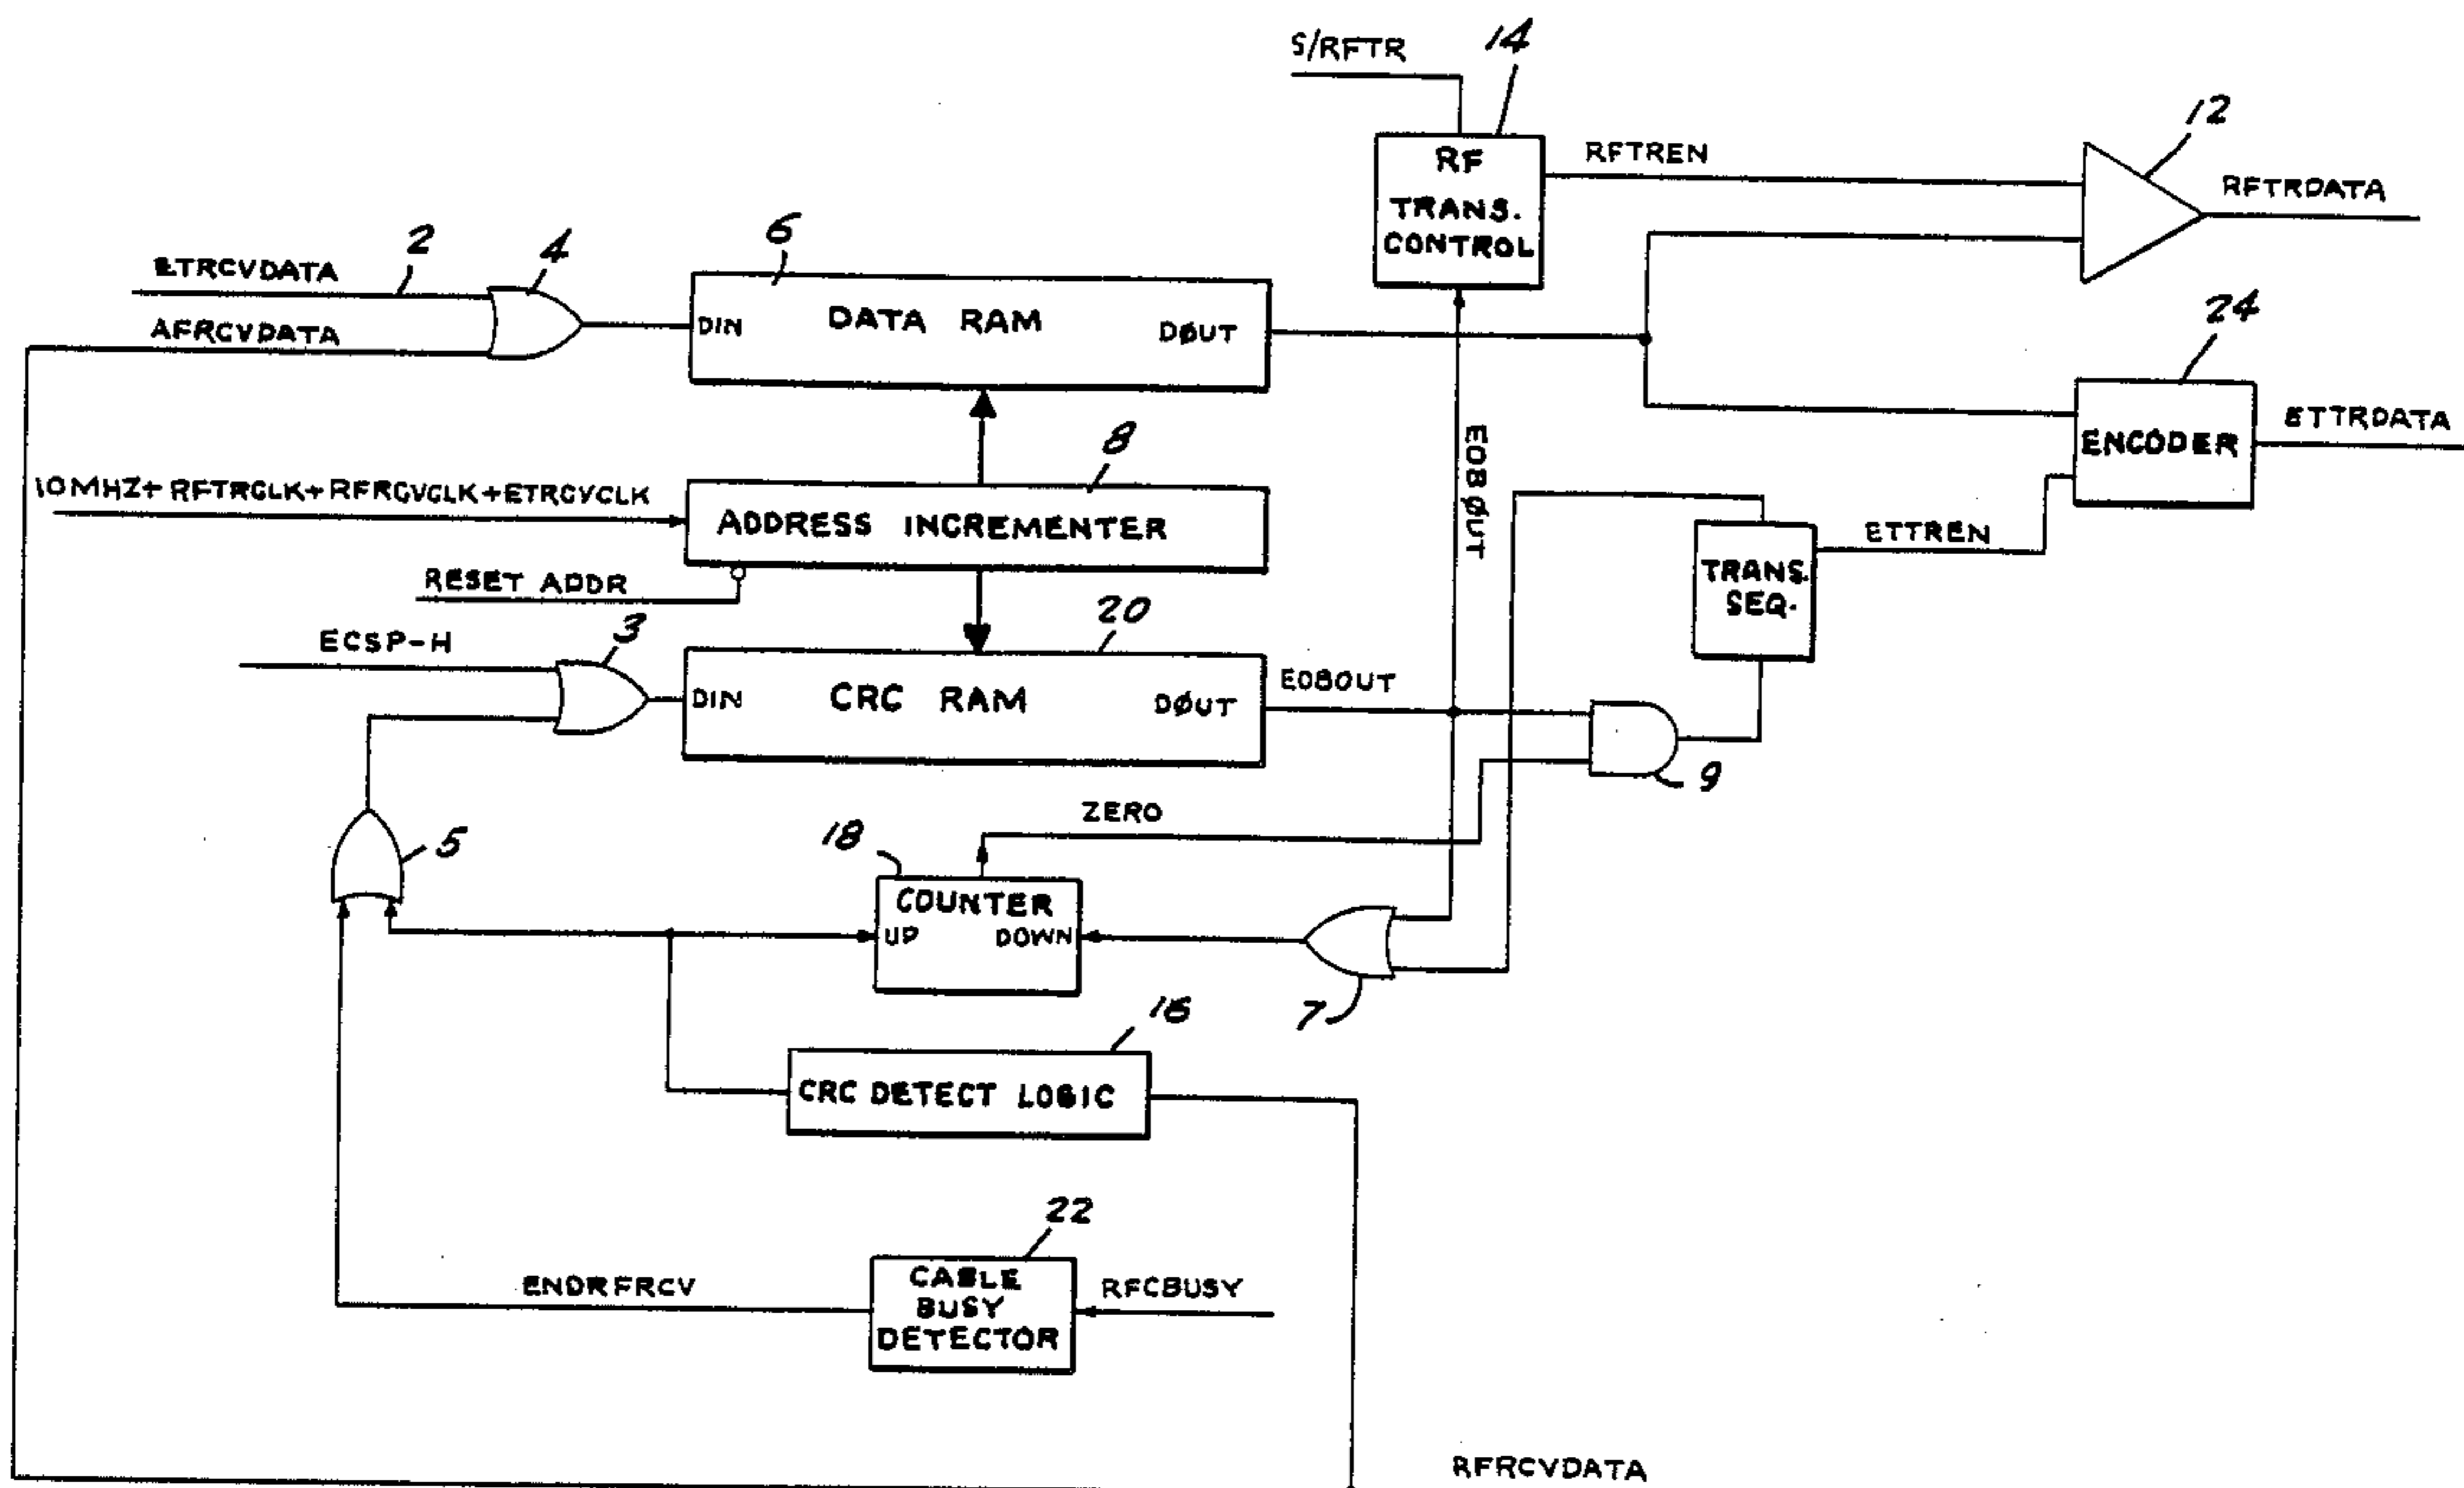 S/RFTR
14
12
RF
TRANS.
CONTROL
RFTREN
RFTRDATA
ETRCVDATA
2
4
6
AFRCVDATA
DIN
DATA RAM
DØUT
24
ENCODER
ETTRDATA
8
10MHZ+ RFTRCLK+RFRCVCLK+ETRCVCLK
ADDRESS INCREMENTER
EOBØUT
ETTREN
TRANS.
SEQ.
RESET ADDR
20
ECSP-H
3
DIN
CRC RAM
DØUT
EOBOUT
9
ZERO
18
5
COUNTER
UP
DOWN
7
16
CRC DETECT LOGIC
22
CABLE
BUSY
DETECTOR
ENDRFRCV
RFCBUSY
RFRCVDATA